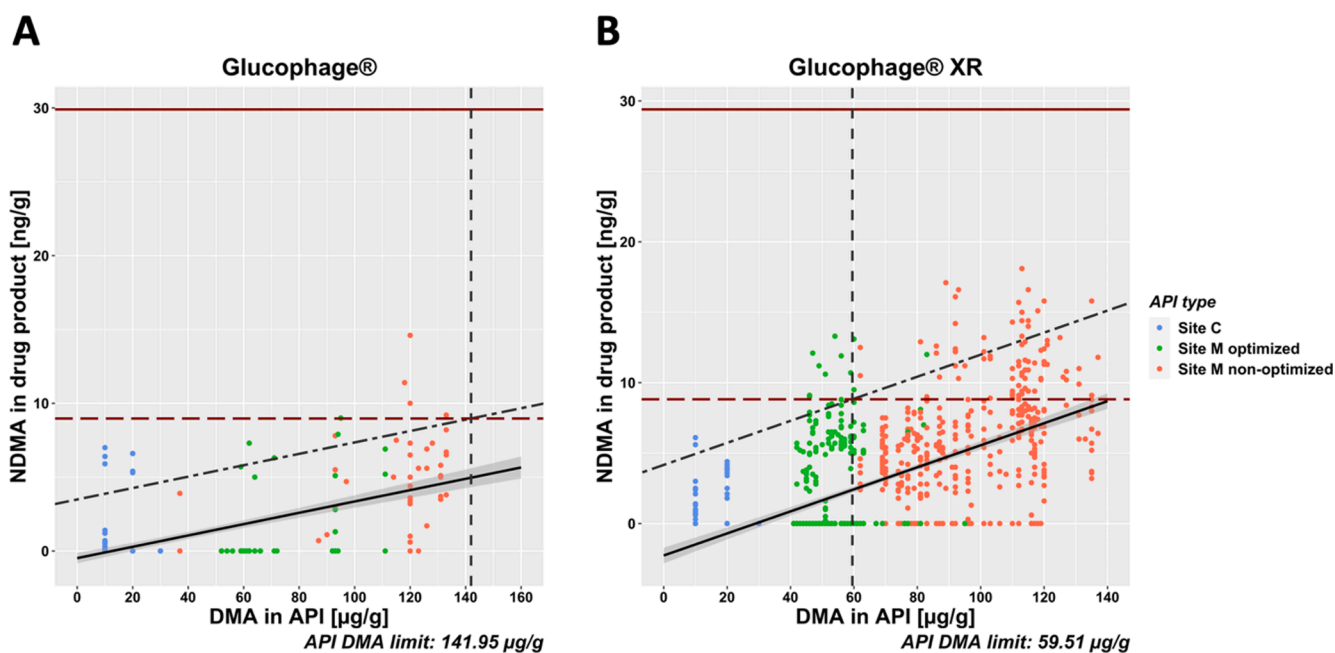 A
Glucophage®
NDMA in drug product [ng/g]
30
20
10
0
0 20 40 60 80 100 120 140 160
DMA in API [µg/g]
API DMA limit: 141.95 µg/g
B
Glucophage® XR
NDMA in drug product [ng/g]
30
20
10
0
0 20 40 60 80 100 120 140
DMA in API [µg/g]
API DMA limit: 59.51 µg/g
API type
Site C
Site M optimized
Site M non-optimized